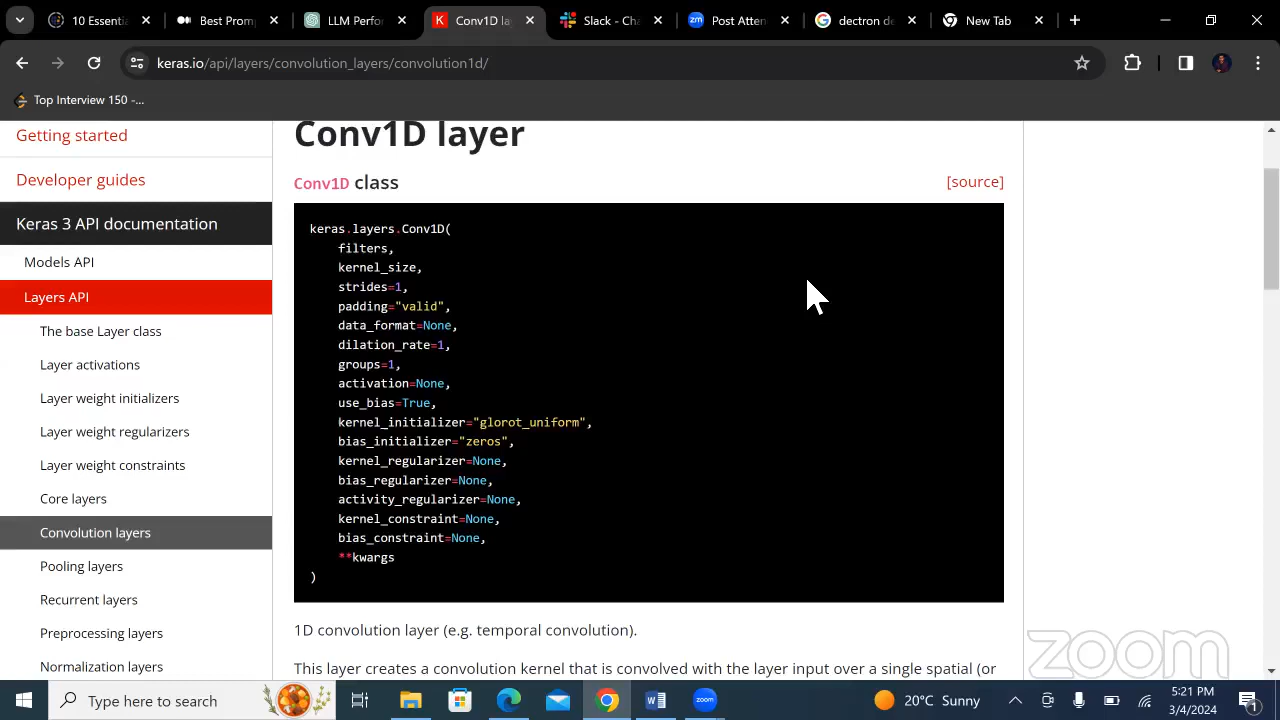 10 Essentia
Best Promp
LLM Perfo
Conv1D la
Slack - Cha
Post Attend
dectron de
New Tab
keras.io/api/layers/convolution_layers/convolution1d/
Top Interview 150 -...
Getting started
Developer guides
Keras 3 API documentation
Models API
Layers API
The base Layer class
Layer activations
Layer weight initializers
Layer weight regularizers
Layer weight constraints
Core layers
Convolution layers
Pooling layers
Recurrent layers
Preprocessing layers
Normalization layers
Conv1D layer
Conv1D class
[source]
keras.layers.Conv1D(
filters,
kernel_size,
strides=1,
padding="valid",
data_format=None,
dilation_rate=1,
groups=1,
activation=None,
use_bias=True,
kernel_initializer="glorot_uniform",
bias_initializer="zeros",
kernel_regularizer=None,
bias_regularizer=None,
activity_regularizer=None,
kernel_constraint=None,
bias_constraint=None,
**kwargs
)
1D convolution layer (e.g. temporal convolution).
This layer creates a convolution kernel that is convolved with the layer input over a single spatial (or
zoom
Type here to search
20°C Sunny
5:21 PM
3/4/2024
1